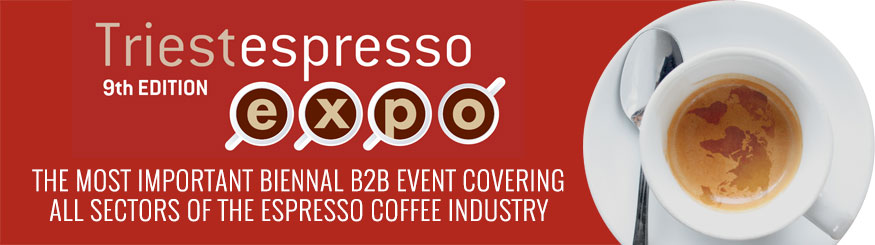 Triestespresso
9th EDITION
expo
THE MOST IMPORTANT BIENNAL B2B EVENT COVERING
ALL SECTORS OF THE ESPRESSO COFFEE INDUSTRY